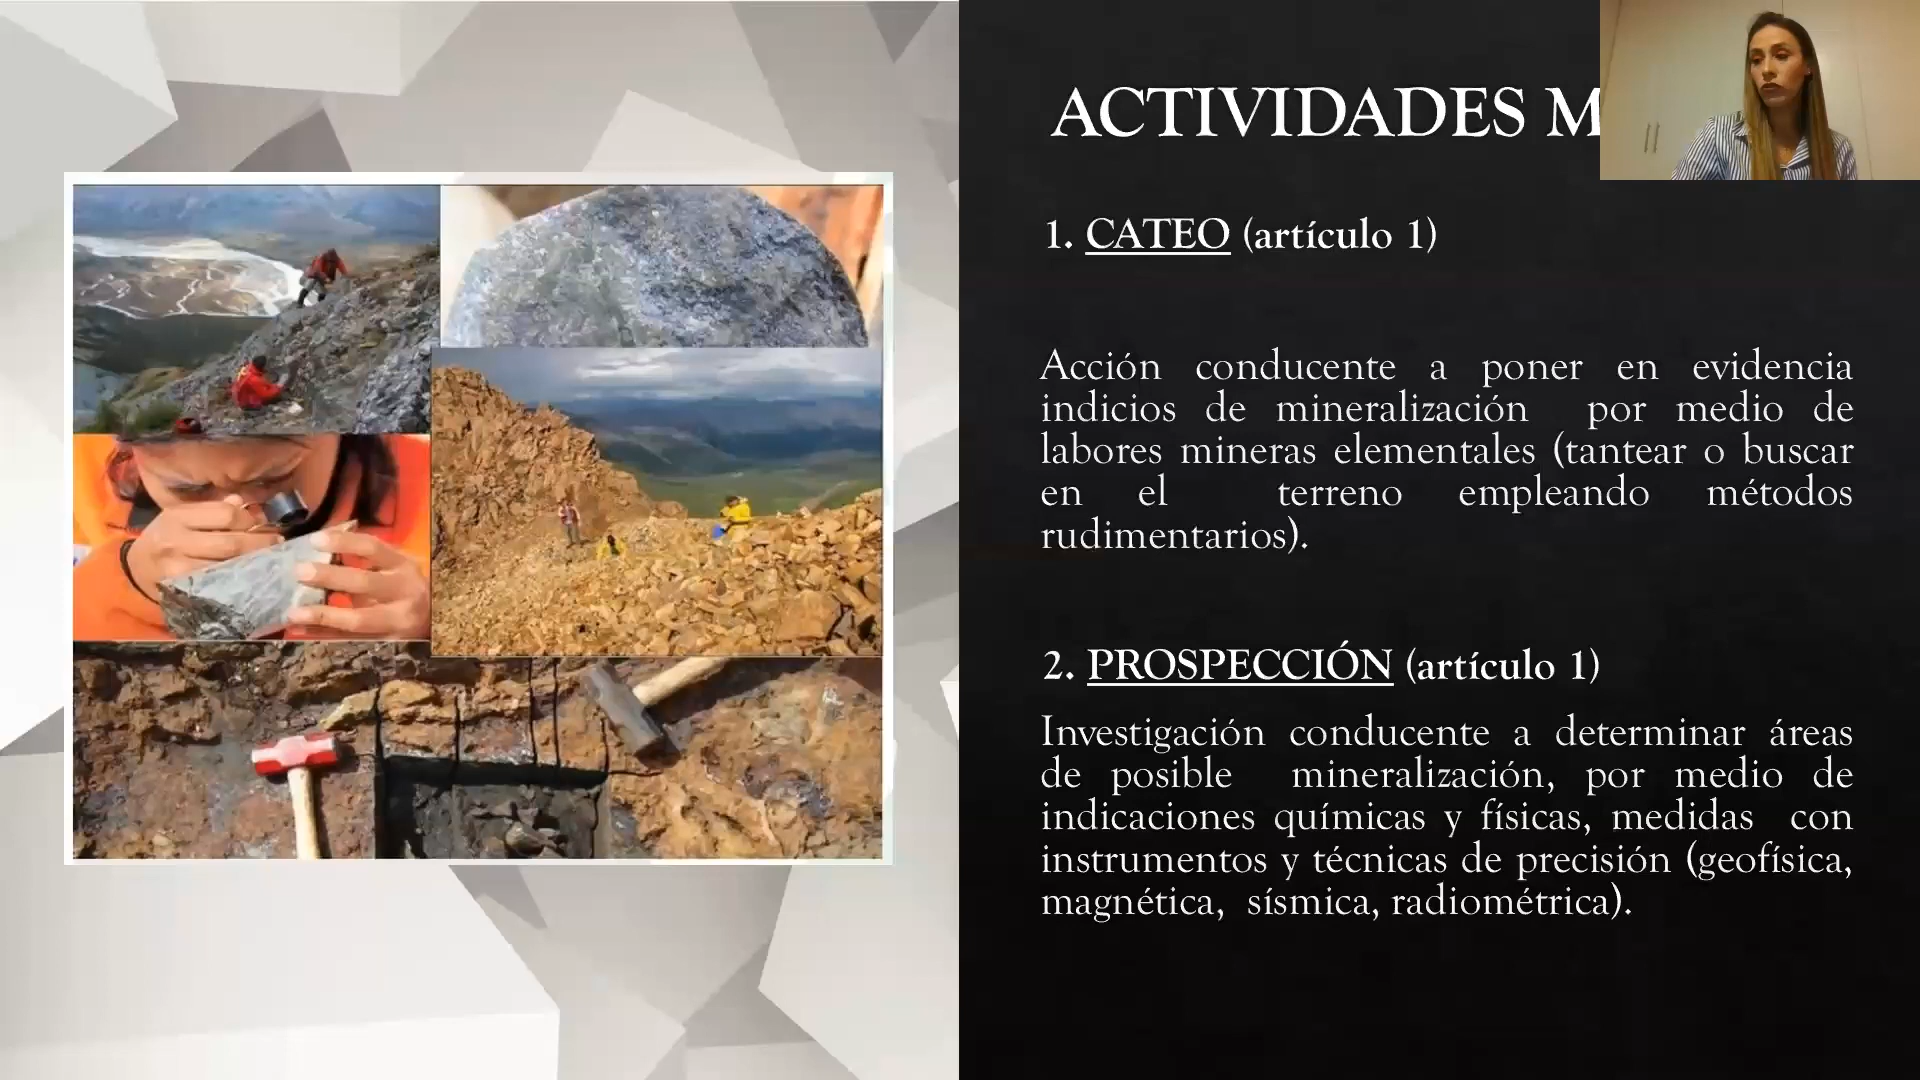 ACTIVIDADES M
1. CATEO (artículo 1)
Acción conducente a poner en evidencia
indicios de mineralización por medio de
labores mineras elementales (tantear o buscar
en el terreno empleando métodos
rudimentarios).
2. PROSPECCIÓN (artículo 1)
Investigación conducente a determinar áreas
de posible mineralización, por medio de
indicaciones químicas y físicas, medidas con
instrumentos y técnicas de precisión (geofísica,
magnética, sísmica, radiométrica).